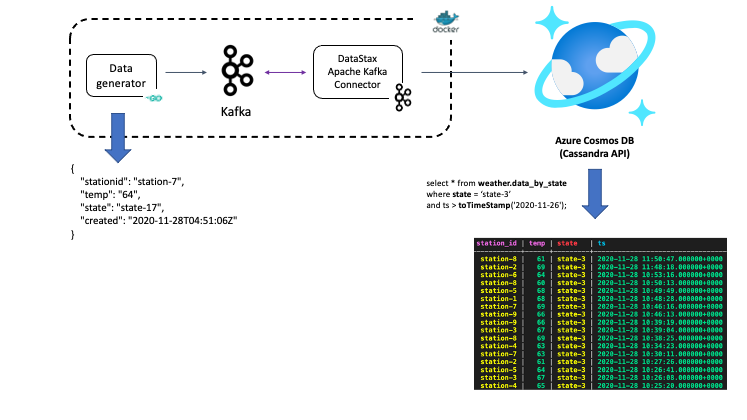 docker
Data
generator
GO
Kafka
DataStax
Apache Kafka
Connector
Azure Cosmos DB
(Cassandra API)
{
"stationid": "station-7",
"temp": "64",
"state": "state-17",
"created": "2020-11-28T04:51:06Z"
}
select * from weather.data_by_state
where state = ‘state-3’
and ts > toTimeStamp('2020-11-26');
station_id | temp | state | ts
station-8 | 61 | state-3 | 2020-11-28 11:50:47.000000+0000
station-2 | 69 | state-3 | 2020-11-28 11:48:18.000000+0000
station-6 | 64 | state-3 | 2020-11-28 10:53:16.000000+0000
station-8 | 60 | state-3 | 2020-11-28 10:50:13.000000+0000
station-5 | 68 | state-3 | 2020-11-28 10:49:49.000000+0000
station-1 | 68 | state-3 | 2020-11-28 10:48:28.000000+0000
station-7 | 69 | state-3 | 2020-11-28 10:46:16.000000+0000
station-9 | 66 | state-3 | 2020-11-28 10:46:13.000000+0000
station-9 | 66 | state-3 | 2020-11-28 10:39:19.000000+0000
station-3 | 67 | state-3 | 2020-11-28 10:39:04.000000+0000
station-8 | 69 | state-3 | 2020-11-28 10:38:25.000000+0000
station-4 | 63 | state-3 | 2020-11-28 10:34:23.000000+0000
station-7 | 63 | state-3 | 2020-11-28 10:30:11.000000+0000
station-2 | 61 | state-3 | 2020-11-28 10:27:26.000000+0000
station-5 | 64 | state-3 | 2020-11-28 10:26:41.000000+0000
station-3 | 67 | state-3 | 2020-11-28 10:26:08.000000+0000
station-4 | 65 | state-3 | 2020-11-28 10:25:20.000000+0000